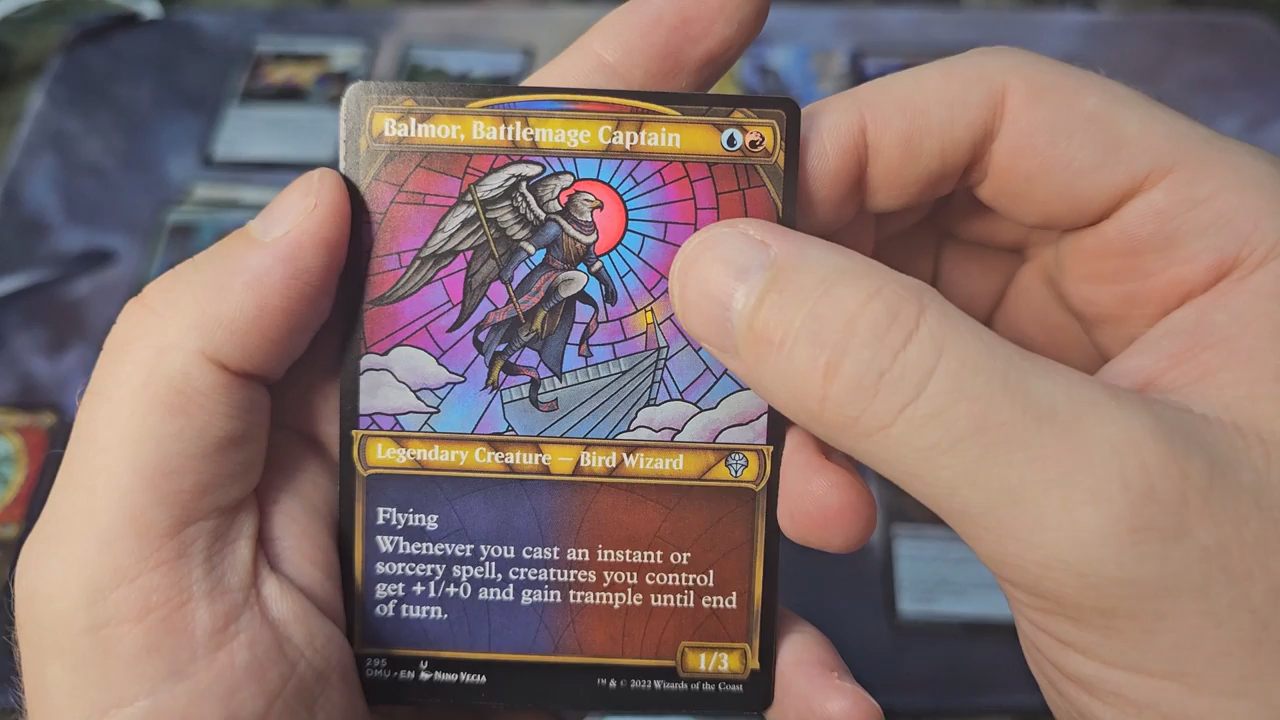 Balmor, Battlemage Captain
Legendary Creature — Bird Wizard
Flying
Whenever you cast an instant or
sorcery spell, creatures you control
get +1/+0 and gain trample until end
of turn.
1/3
295 U
DMU • EN Nino Vecia
™ & © 2022 Wizards of the Coast